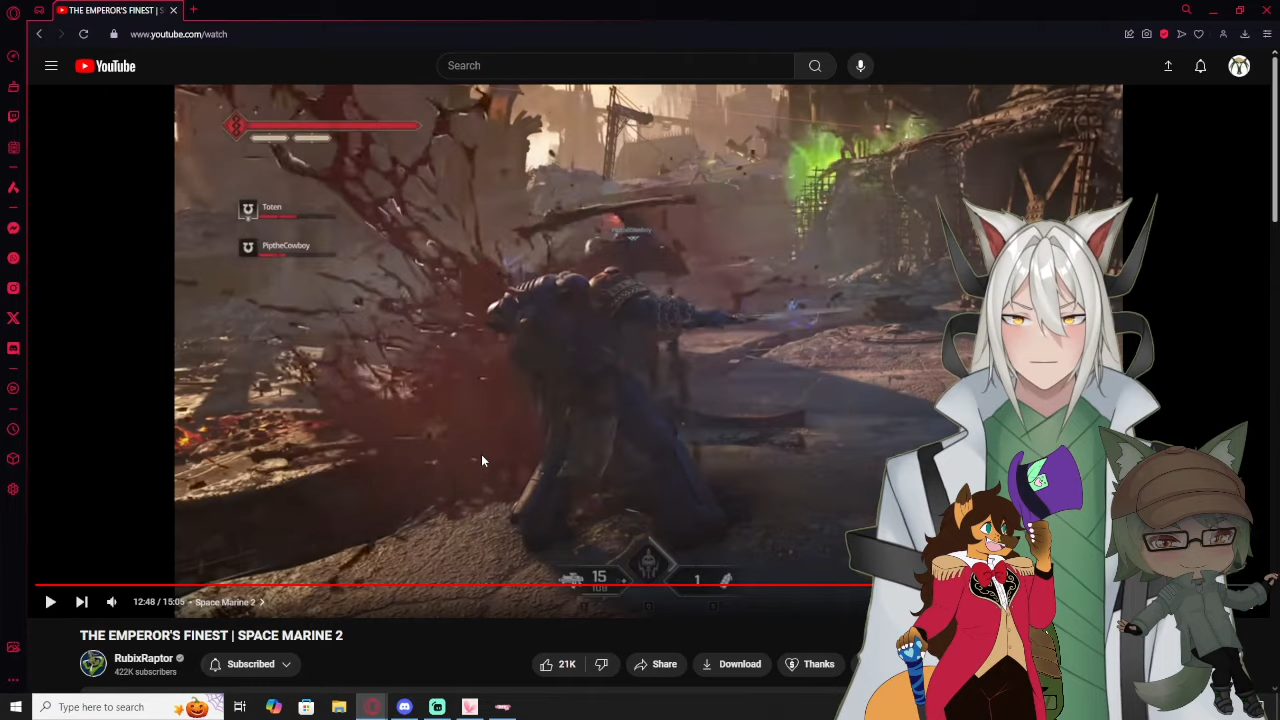 THE EMPEROR'S FINEST | S
www.youtube.com/watch
YouTube
Search
Toten
PiptheCowboy
15
108
1
12:48 / 15:05 • Space Marine 2
THE EMPEROR'S FINEST | SPACE MARINE 2
RubixRaptor
422K subscribers
Subscribed
21K
Share
Download
Thanks
Type here to search